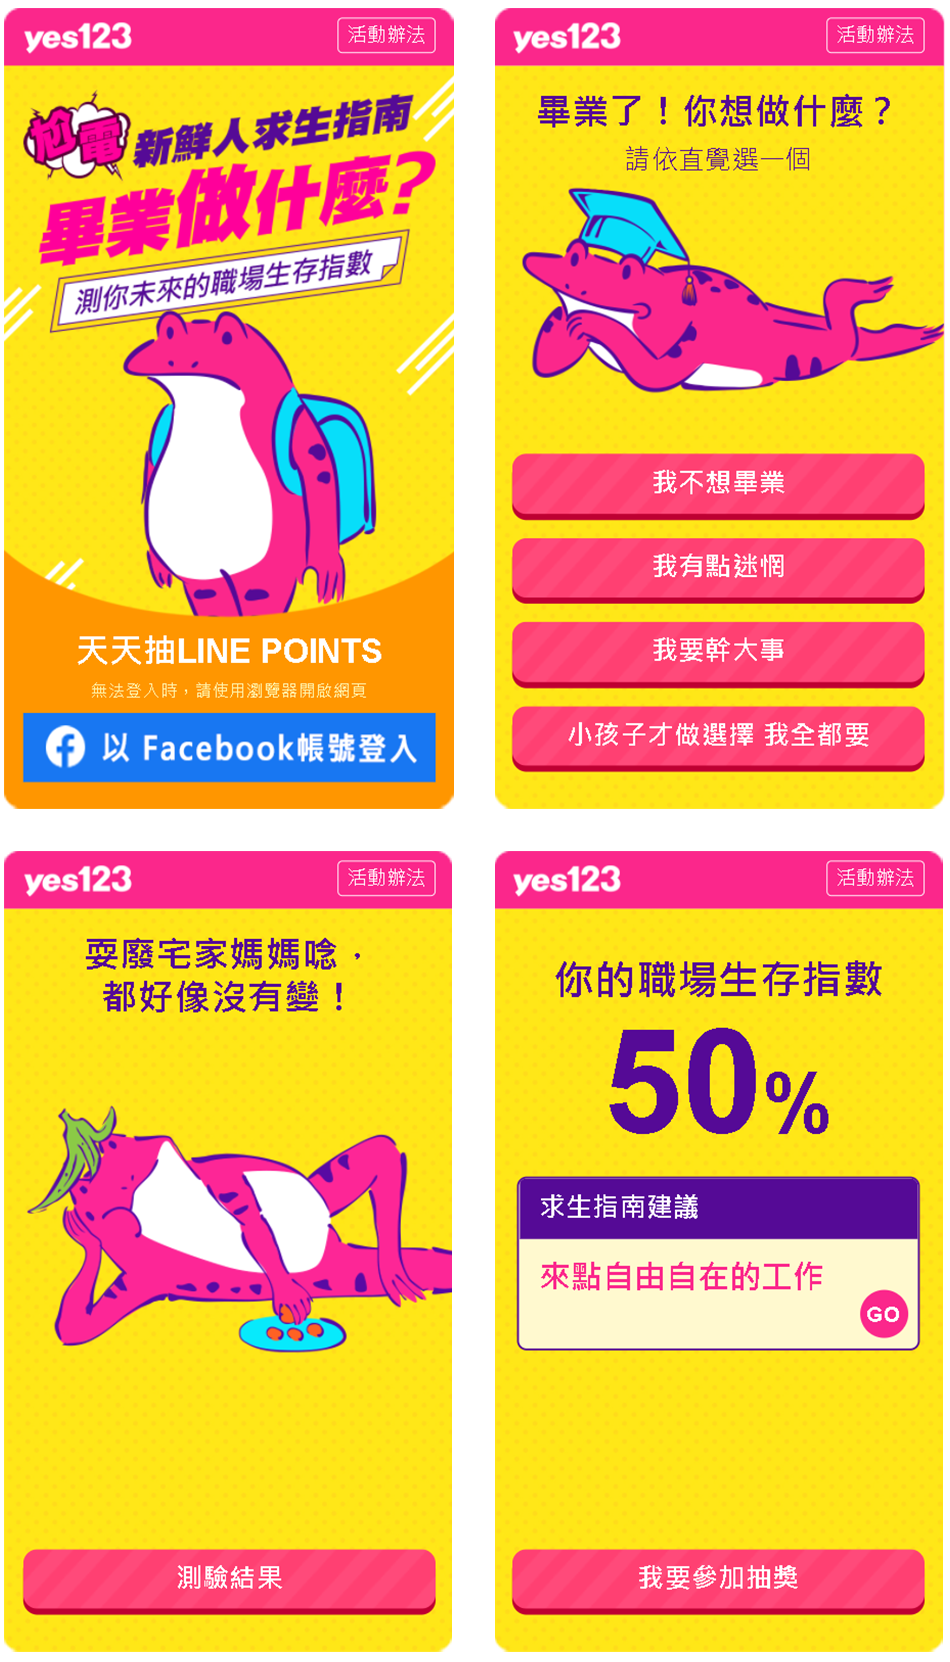 yes123
活動辦法
尬電
新鮮人求生指南
畢業做什麼?
測你未來的職場生存指數
天天抽LINE POINTS
無法登入時，請使用瀏覽器開啟網頁
以 Facebook帳號登入
yes123
活動辦法
畢業了！你想做什麼？
請依直覺選一個
我不想畢業
我有點迷惘
我要幹大事
小孩子才做選擇 我全都要
yes123
活動辦法
耍廢宅家媽媽唸，
都好像沒有變！
測驗結果
yes123
活動辦法
你的職場生存指數
50%
求生指南建議
來點自由自在的工作
GO
我要參加抽獎